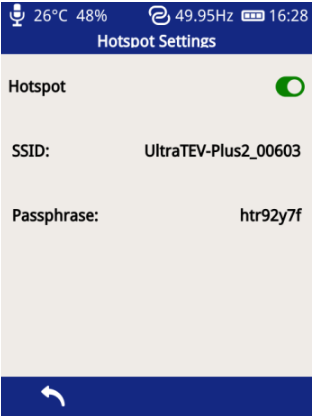 26°C 48% 49.95Hz 16:28
Hotspot Settings
Hotspot
SSID: UltraTEV-Plus2_00603
Passphrase: htr92y7f